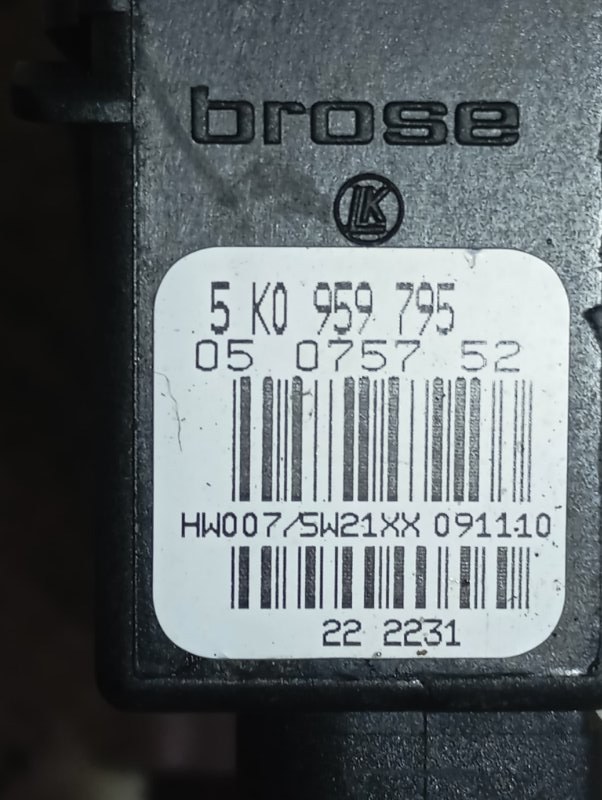 brose
LK
5 K0 959 795
05 0757 52
HW007/SW21XX 091110
22 2231